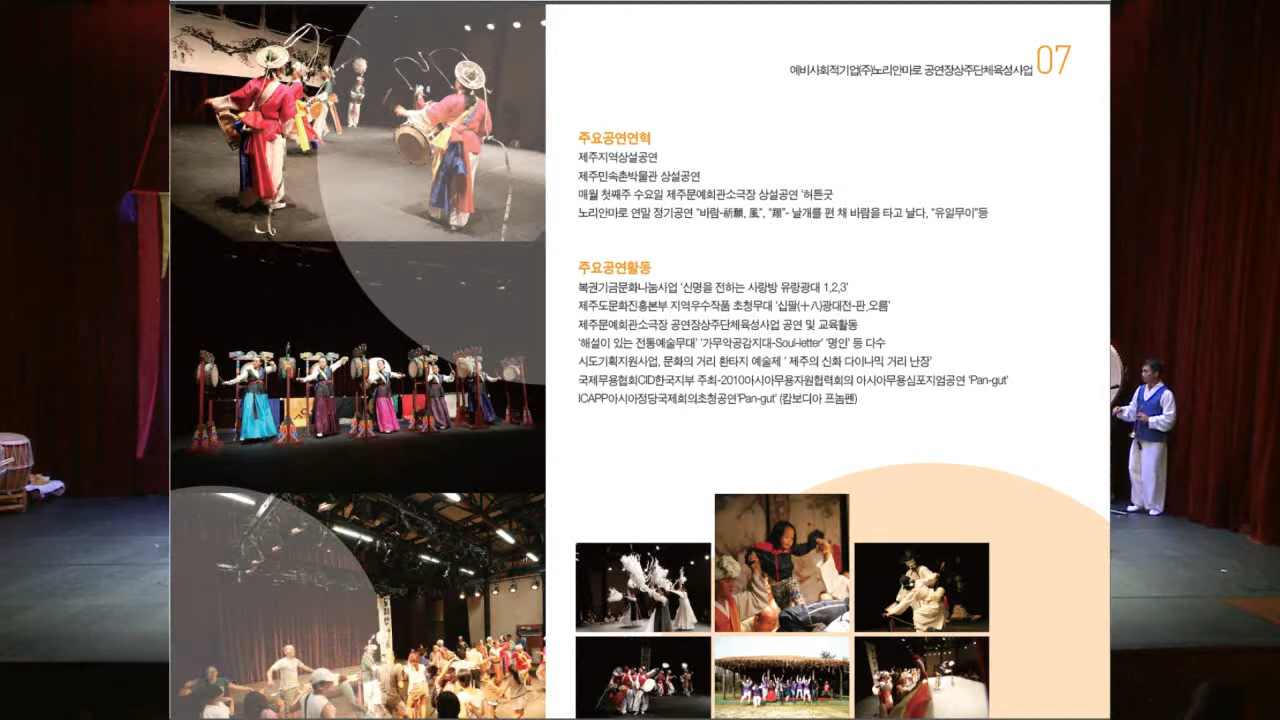 예비사회적기업(주)노리안마로 공연장상주단체육성사업 07
주요공연연혁
제주지역상설공연
제주민속촌박물관 상설공연
매월 첫째주 수요일 제주문예회관소극장 상설공연 '허튼굿
노리안마로 연말 정기공연 "바람-祈願, 風", "翔"- 날개를 편 채 바람을 타고 날다, "유일무이"등
주요공연활동
복권기금문화나눔사업 '신명을 전하는 사랑방 유랑광대 1,2,3'
제주도문화진흥본부 지역우수작품 초청무대 '십팔(十八)광대전-판,오름'
제주문예회관소극장 공연장상주단체육성사업 공연 및 교육활동
'해설이 있는 전통예술무대' '가무악공감지대-Soul-letter' '명인' 등 다수
시도기획지원사업, 문화의 거리 환타지 예술제 ' 제주의 신화 다이나믹 거리 난장'
국제무용협회CID한국지부 주최-2010아시아무용자원협력회의 아시아무용심포지엄공연 'Pan-gut'
ICAPP아시아정당국제회의초청공연'Pan-gut' (캄보디아 프놈펜)